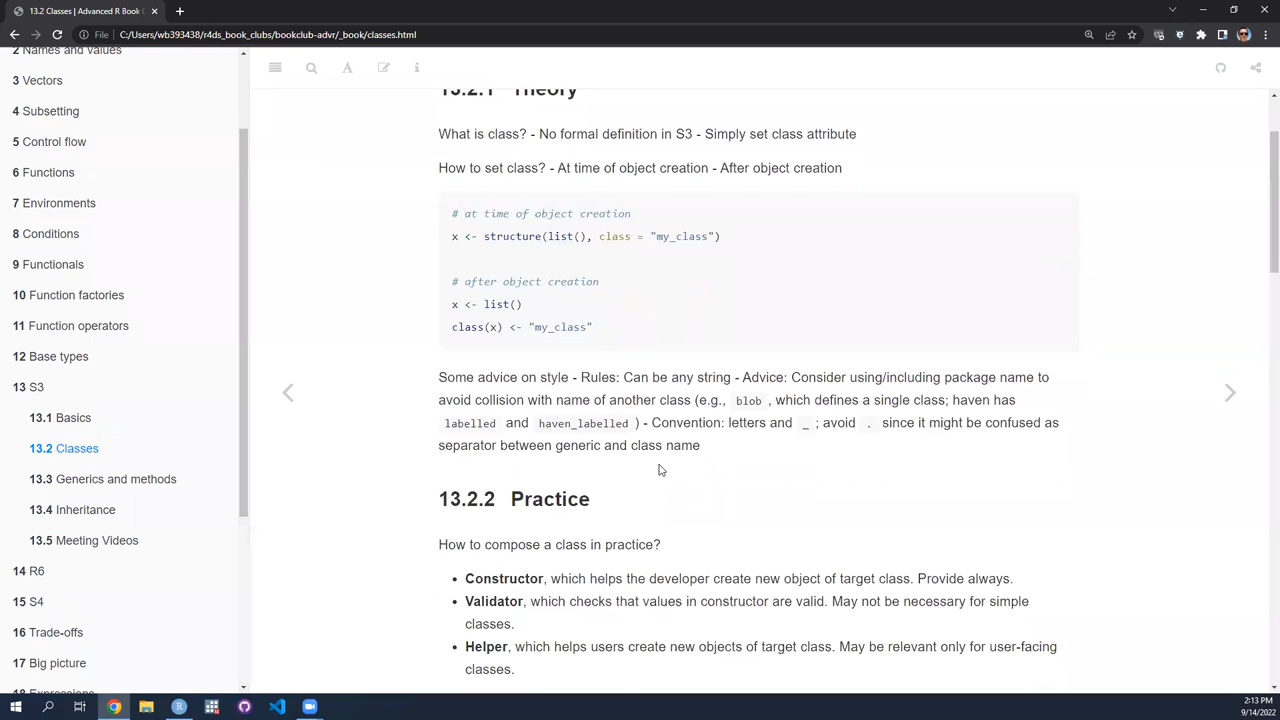 13.2 Classes | Advanced R Book C
File
C:/Users/wb393438/r4ds_book_clubs/bookclub-advr/_book/classes.html
2 Names and values
3 Vectors
4 Subsetting
5 Control flow
6 Functions
7 Environments
8 Conditions
9 Functionals
10 Function factories
11 Function operators
12 Base types
13 S3
13.1 Basics
13.2 Classes
13.3 Generics and methods
13.4 Inheritance
13.5 Meeting Videos
14 R6
15 S4
16 Trade-offs
17 Big picture
18 Expressions
13.2.1 Theory
What is class? - No formal definition in S3 - Simply set class attribute
How to set class? - At time of object creation - After object creation
# at time of object creation
x <- structure(list(), class = "my_class")
# after object creation
x <- list()
class(x) <- "my_class"
Some advice on style - Rules: Can be any string - Advice: Consider using/including package name to
avoid collision with name of another class (e.g., blob , which defines a single class; haven has
labelled and haven_labelled ) - Convention: letters and _ ; avoid . since it might be confused as
separator between generic and class name
13.2.2 Practice
How to compose a class in practice?
• Constructor, which helps the developer create new object of target class. Provide always.
• Validator, which checks that values in constructor are valid. May not be necessary for simple
classes.
• Helper, which helps users create new objects of target class. May be relevant only for user-facing
classes.
2:13 PM
9/14/2022